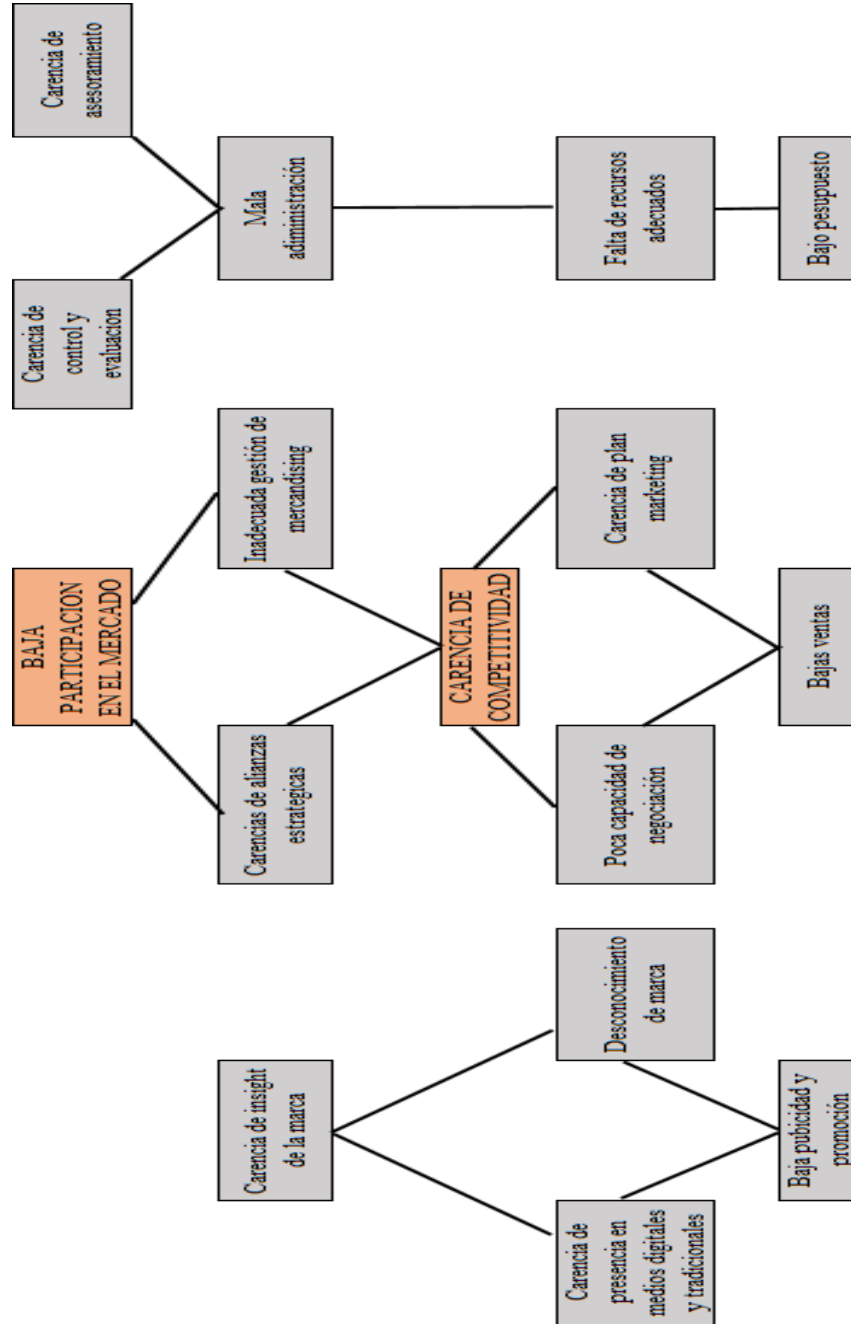 BAJA
PARTICIPACION
EN EL MERCADO
Carencia de
control y
evaluacion
Carencia de
asesoramiento
Carencia de insight
de la marca
Carencias de alianzas
estrategicas
Inadecuada gestión de
mercandising
Mala
adiministración
CARENCIA DE
COMPETITIVIDAD
Carencia de
presencia en
medios digitales
y tradicionales
Desconocimiento
de marca
Poca capacidad de
negociación
Carencia de plan
marketing
Falta de recursos
adecuados
Baja pubicidad y
promoción
Bajas ventas
Bajo pesupuesto